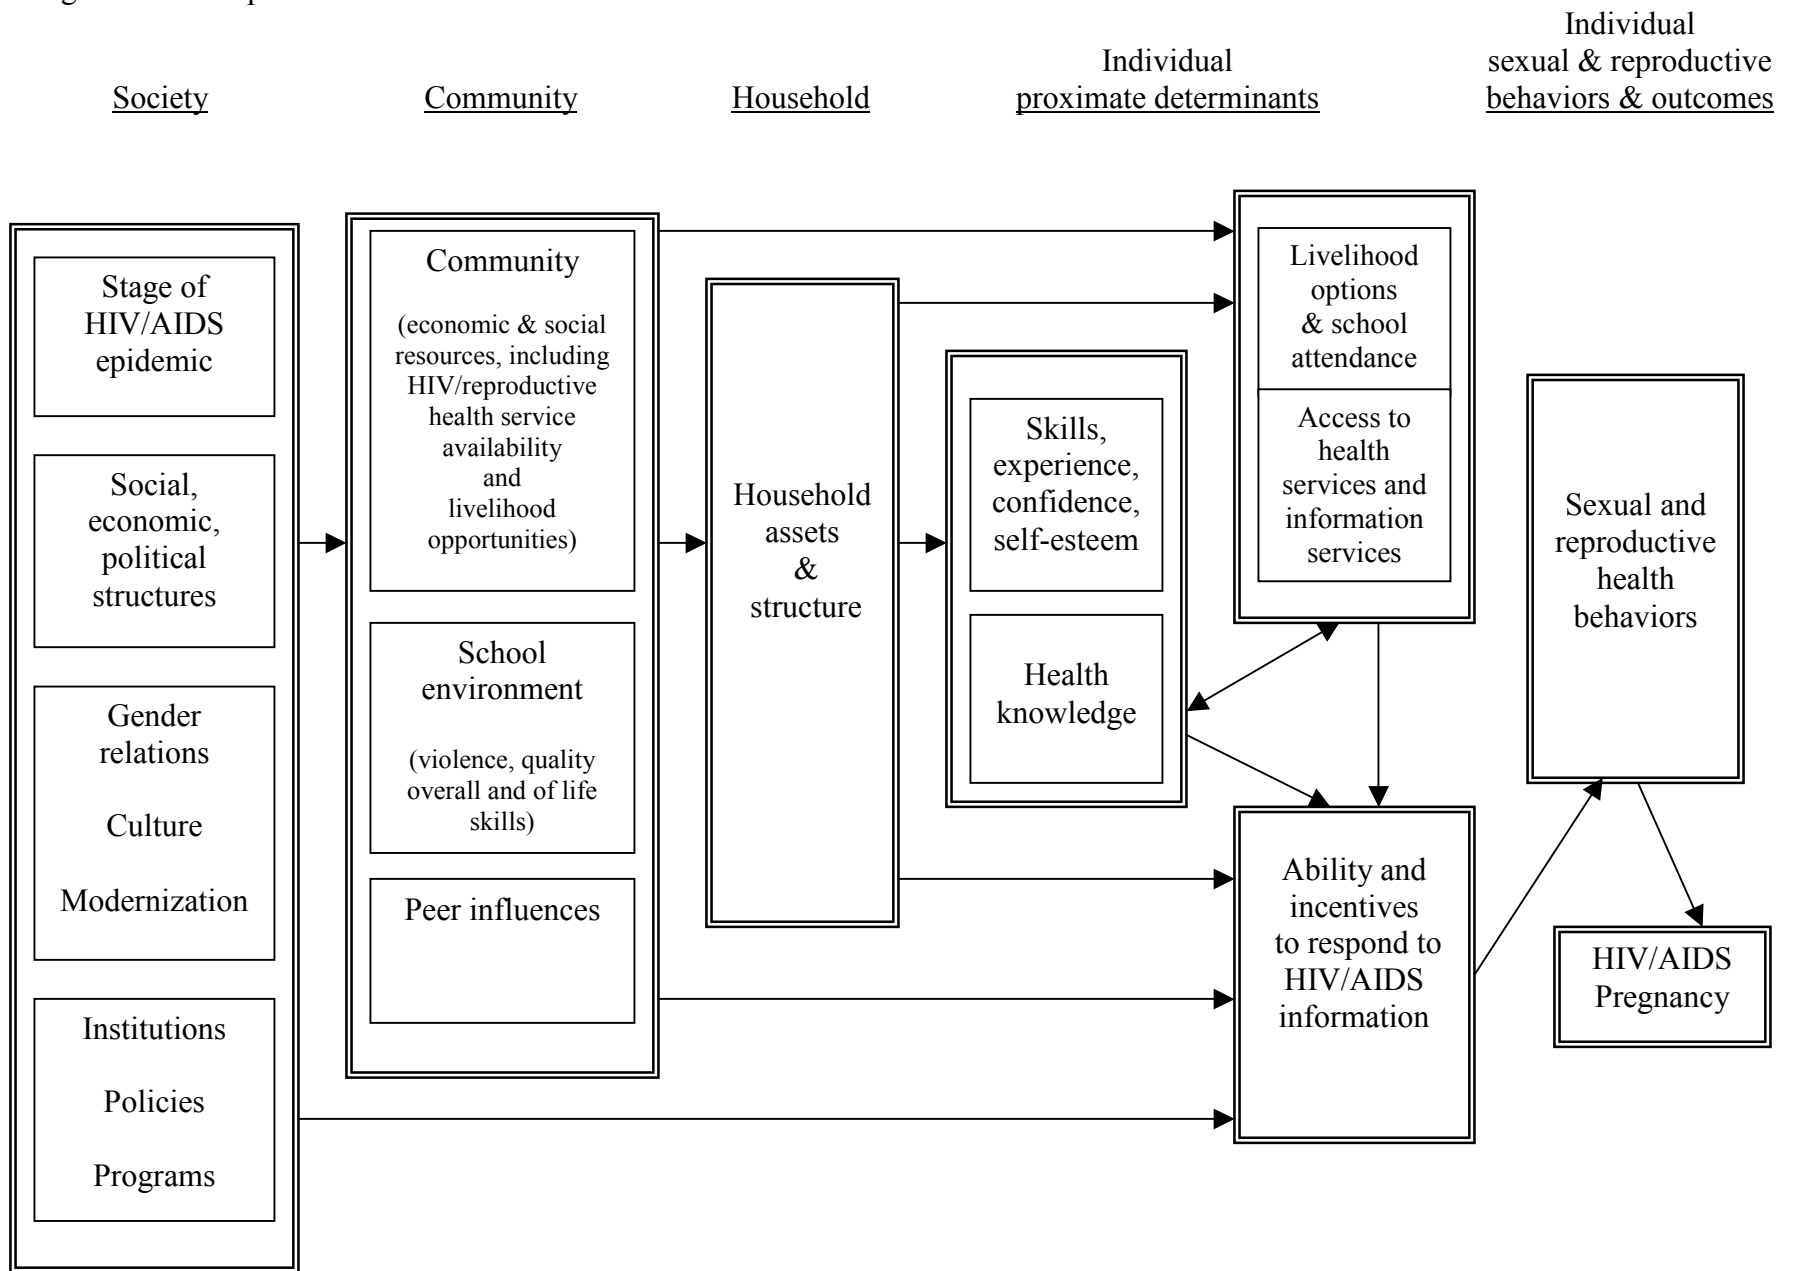 Society
Community
Household
Individual
proximate determinants
Individual
sexual & reproductive
behaviors & outcomes
Stage of
HIV/AIDS
epidemic
Social,
economic,
political
structures
Gender
relations
Culture
Modernization
Institutions
Policies
Programs
Community
(economic & social
resources, including
HIV/reproductive
health service
availability
and
livelihood
opportunities)
School
environment
(violence, quality
overall and of life
skills)
Peer influences
Household
assets
&
structure
Skills,
experience,
confidence,
self-esteem
Health
knowledge
Livelihood
options
& school
attendance
Access to
health
services and
information
services
Ability and
incentives
to respond to
HIV/AIDS
information
Sexual and
reproductive
health
behaviors
HIV/AIDS
Pregnancy